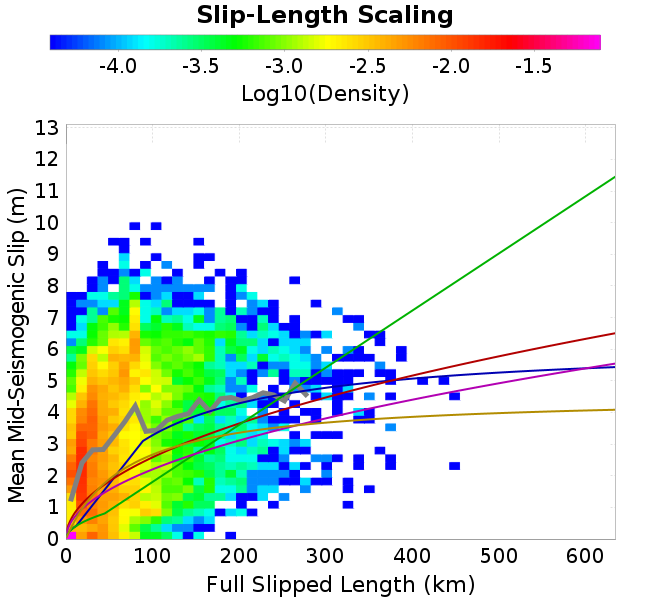 Slip-Length Scaling
-4.0 -3.5 -3.0 -2.5 -2.0 -1.5
Log10(Density)
13
12
11
10
9
8
7
6
5
4
3
2
1
0
Mean Mid-Seismogenic Slip (m)
0 100 200 300 400 500 600
Full Slipped Length (km)